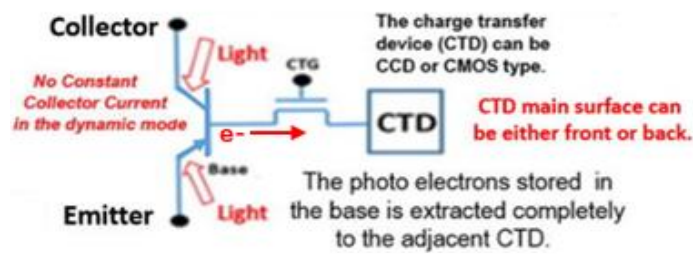 Collector
Light
No Constant
Collector Current
in the dynamic mode
e-
Base
Light
Emitter
CTG
CTD
The charge transfer
device (CTD) can be
CCD or CMOS type.
CTD main surface can
be either front or back.
The photo electrons stored in
the base is extracted completely
to the adjacent CTD.